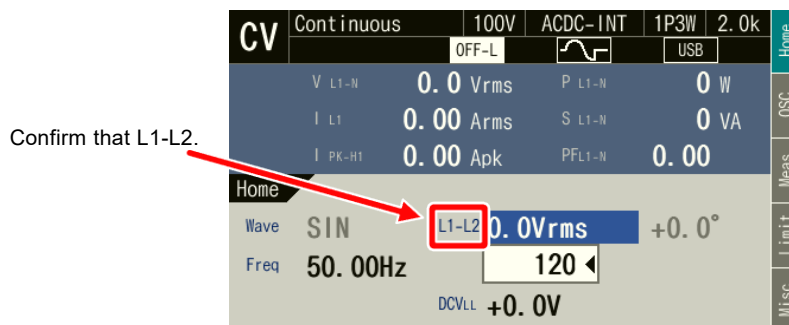 CV Continuous 100V ACDC-INT 1P3W 2.0k
OFF-L USB
Home
V L1-N 0.0 Vrms P L1-N 0 W
OSC
I L1 0.00 Arms S L1-N 0 VA
Confirm that L1-L2.
I PK-H1 0.00 Apk PFL1-N 0.00
Meas
Home
Wave SIN L1-L2 0.0Vrms +0.0°
Limit
Freq 50.00Hz 120
DCVLL +0.0V
Misc